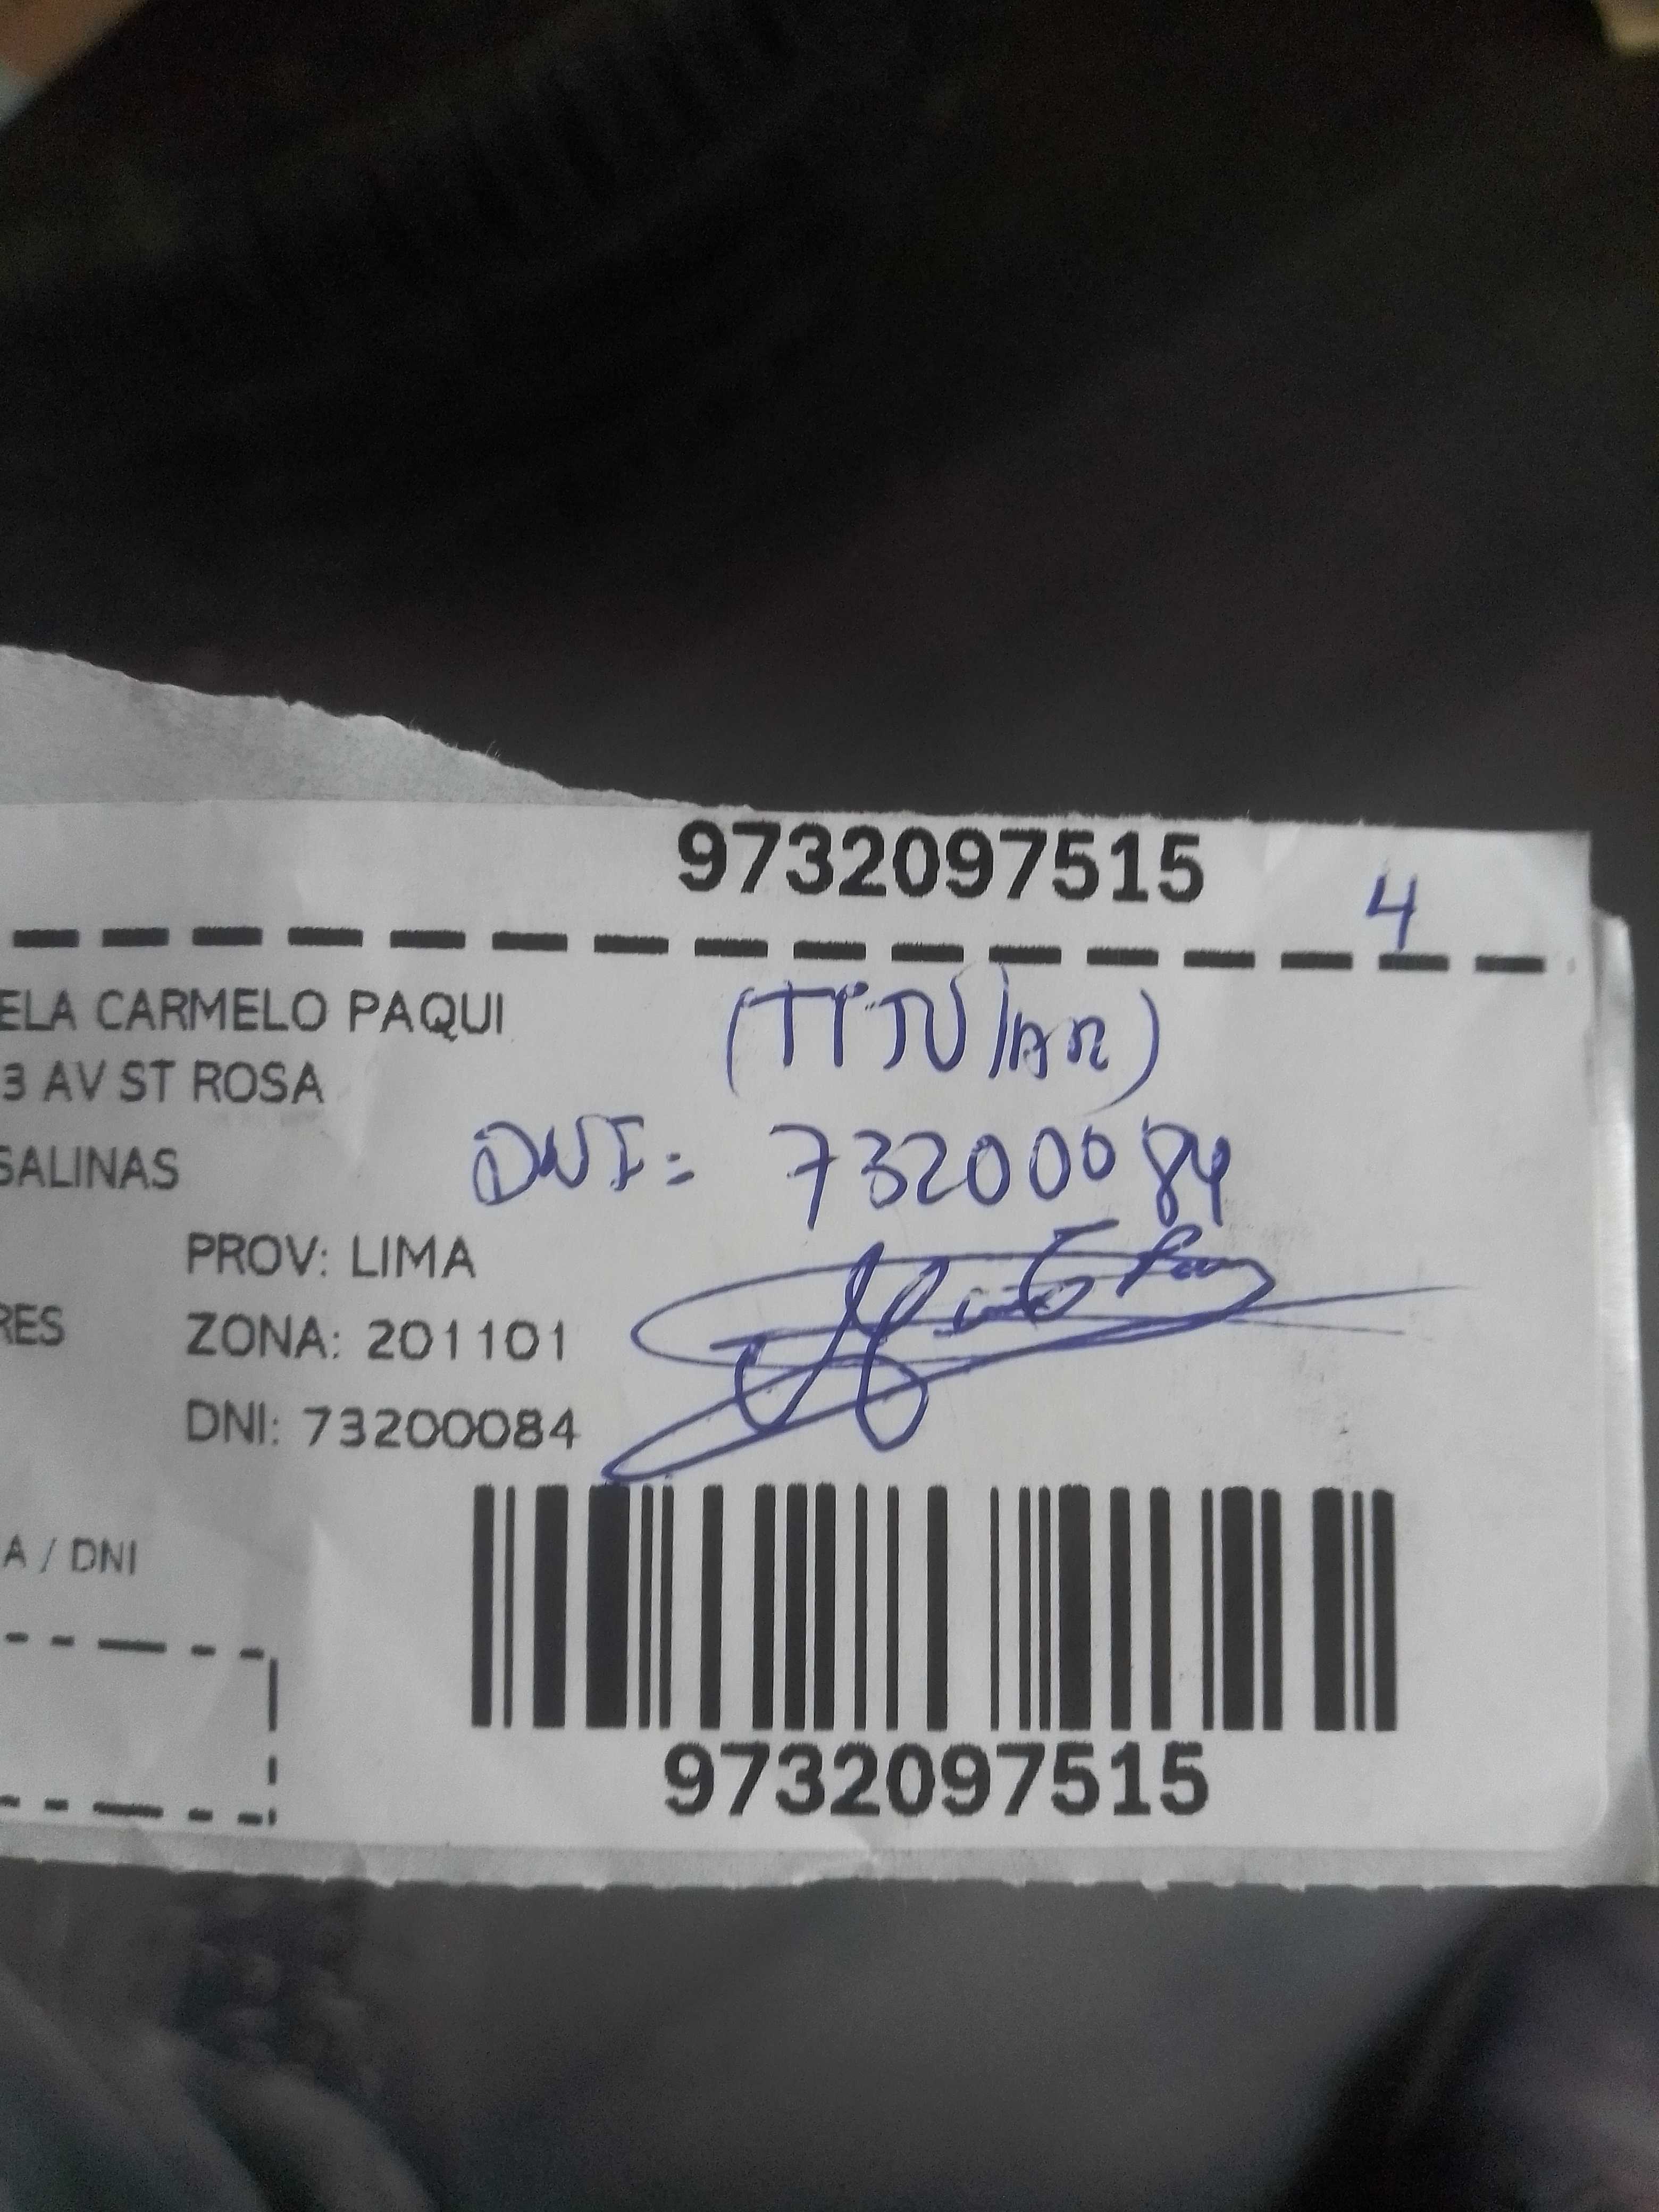 9732097515
4
ELA CARMELO PAQUI
(TITUlAR)
3 AV ST ROSA
DNI: 73200084
SALINAS
PROV: LIMA
RES
ZONA: 201101
DNI: 73200084
A / DNI
9732097515